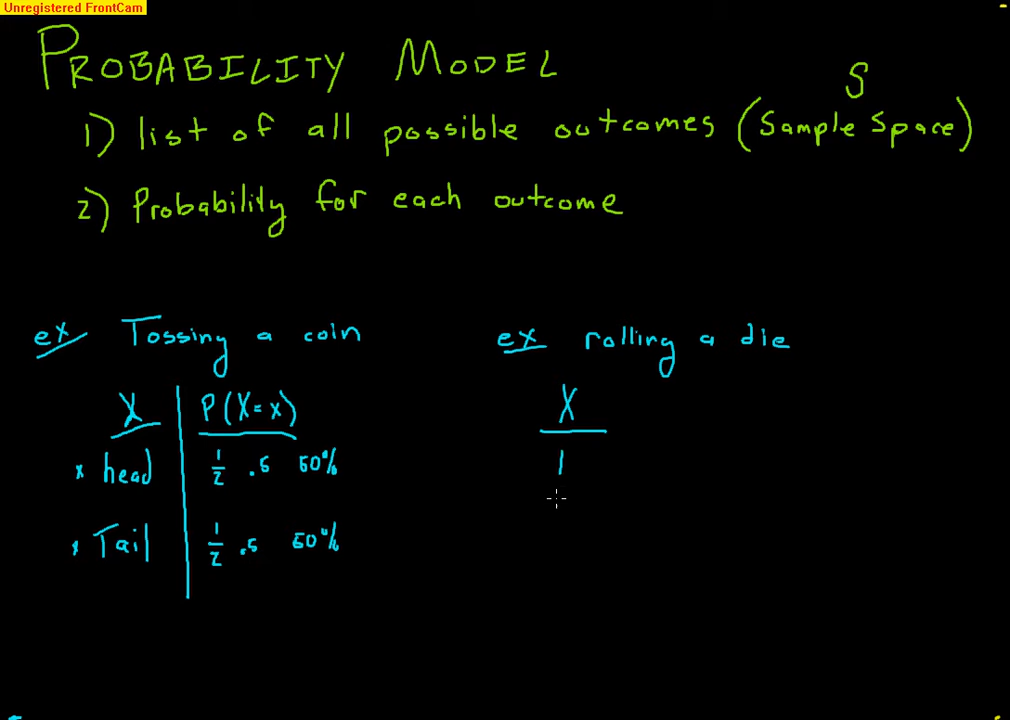 Unregistered FrontCam
PROBABILITY MODEL
S
1) list of all possible outcomes (Sample Space)
2) Probability for each outcome
ex Tossing a coin
X P(X=x)
x head 1/2 .5 50%
x Tail 1/2 .5 50%
ex rolling a die
X
1